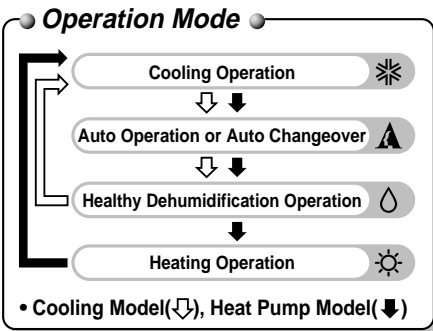 Operation Mode
Cooling Operation
Auto Operation or Auto Changeover
Healthy Dehumidification Operation
Heating Operation
• Cooling Model(⇩), Heat Pump Model(⬇)